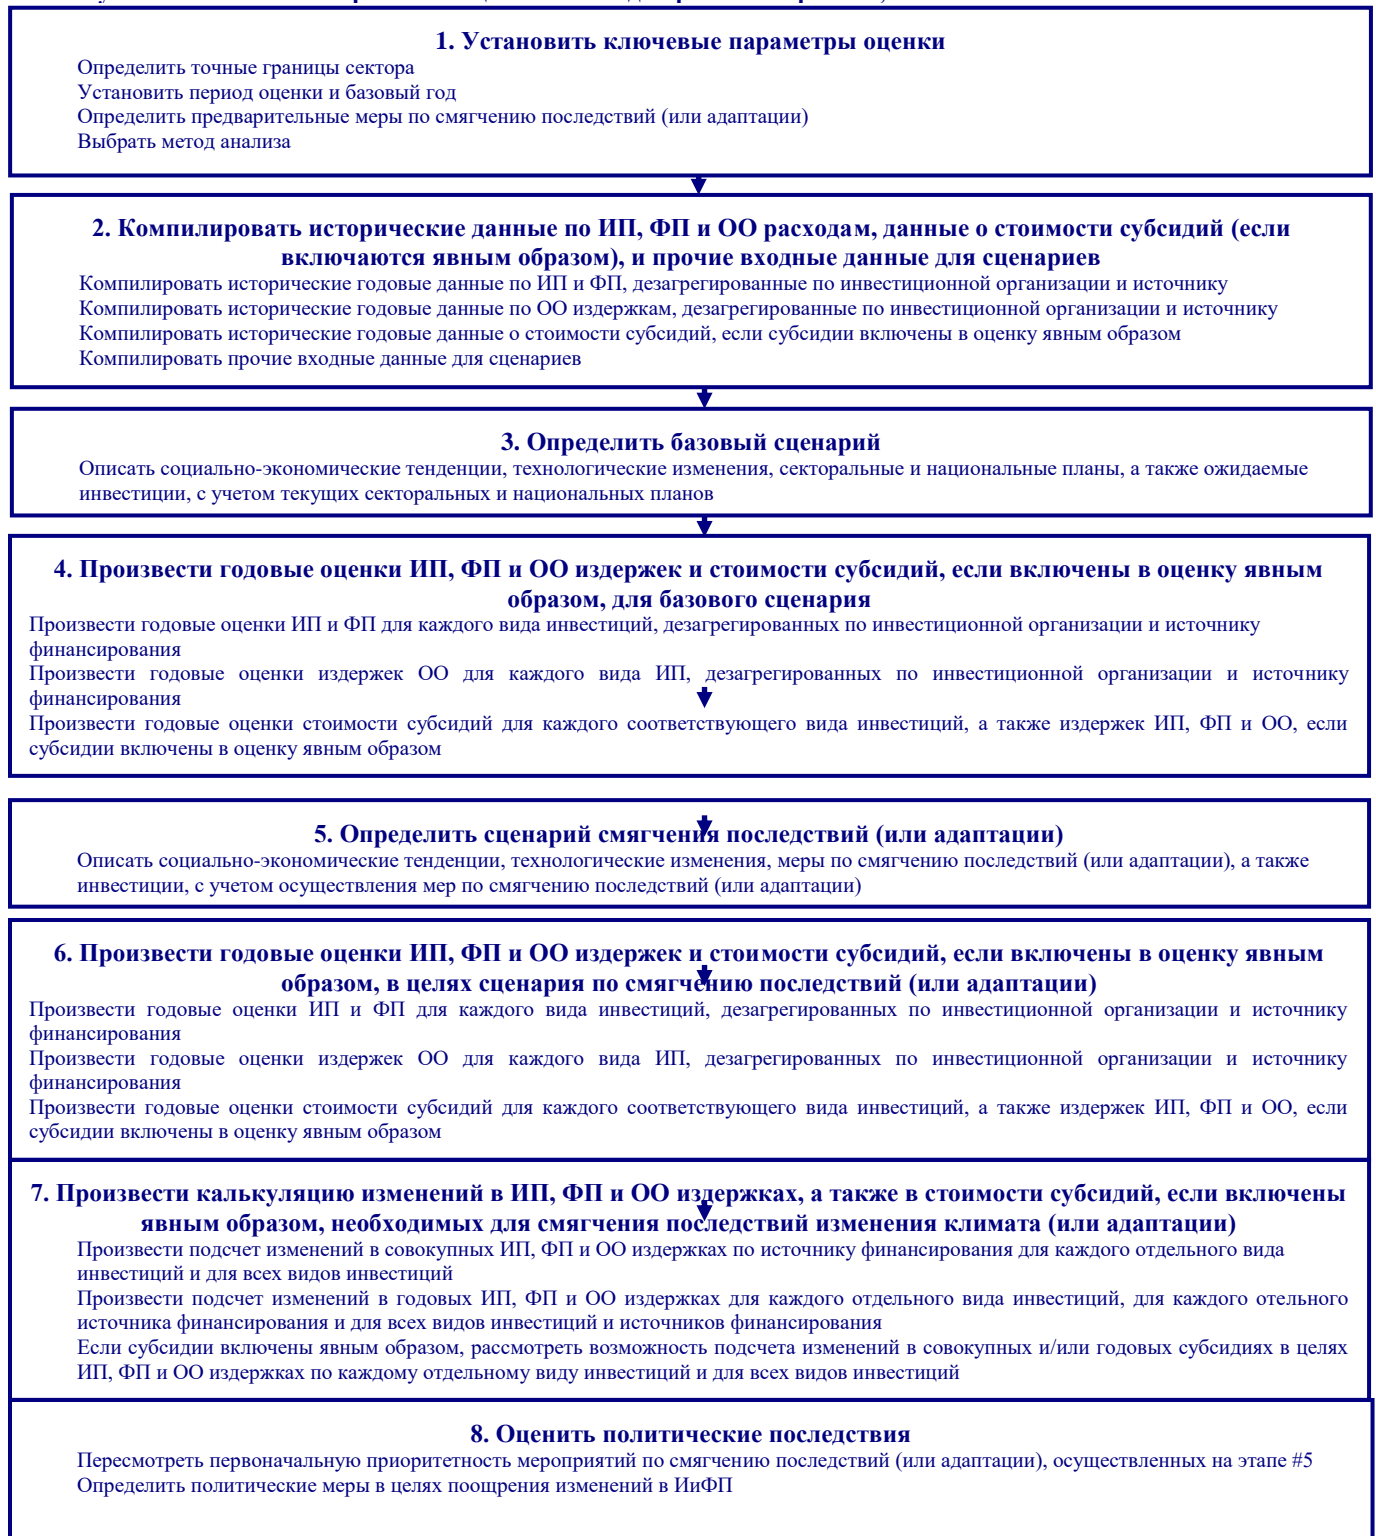 1. Установить ключевые параметры оценки
Определить точные границы сектора
Установить период оценки и базовый год
Определить предварительные меры по смягчению последствий (или адаптации)
Выбрать метод анализа
2. Компилировать исторические данные по ИП, ФП и ОО расходам, данные о стоимости субсидий (если
включаются явным образом), и прочие входные данные для сценариев
Компилировать исторические годовые данные по ИП и ФП, дезагрегированные по инвестиционной организации и источнику
Компилировать исторические годовые данные по ОО издержкам, дезагрегированные по инвестиционной организации и источнику
Компилировать исторические годовые данные о стоимости субсидий, если субсидии включены в оценку явным образом
Компилировать прочие входные данные для сценариев
3. Определить базовый сценарий
Описать социально-экономические тенденции, технологические изменения, секторальные и национальные планы, а также ожидаемые
инвестиции, с учетом текущих секторальных и национальных планов
4. Произвести годовые оценки ИП, ФП и ОО издержек и стоимости субсидий, если включены в оценку явным
образом, для базового сценария
Произвести годовые оценки ИП и ФП для каждого вида инвестиций, дезагрегированных по инвестиционной организации и источнику
финансирования
Произвести годовые оценки издержек ОО для каждого вида ИП, дезагрегированных по инвестиционной организации и источнику
финансирования
Произвести годовые оценки стоимости субсидий для каждого соответствующего вида инвестиций, а также издержек ИП, ФП и ОО, если
субсидии включены в оценку явным образом
5. Определить сценарий смягчения последствий (или адаптации)
Описать социально-экономические тенденции, технологические изменения, меры по смягчению последствий (или адаптации), а также
инвестиции, с учетом осуществления мер по смягчению последствий (или адаптации)
6. Произвести годовые оценки ИП, ФП и ОО издержек и стоимости субсидий, если включены в оценку явным
образом, в целях сценария по смягчению последствий (или адаптации)
Произвести годовые оценки ИП и ФП для каждого вида инвестиций, дезагрегированных по инвестиционной организации и источнику
финансирования
Произвести годовые оценки издержек ОО для каждого вида ИП, дезагрегированных по инвестиционной организации и источнику
финансирования
Произвести годовые оценки стоимости субсидий для каждого соответствующего вида инвестиций, а также издержек ИП, ФП и ОО, если
субсидии включены в оценку явным образом
7. Произвести калькуляцию изменений в ИП, ФП и ОО издержках, а также в стоимости субсидий, если включены
явным образом, необходимых для смягчения последствий изменения климата (или адаптации)
Произвести подсчет изменений в совокупных ИП, ФП и ОО издержках по источнику финансирования для каждого отдельного вида
инвестиций и для всех видов инвестиций
Произвести подсчет изменений в годовых ИП, ФП и ОО издержках для каждого отдельного вида инвестиций, для каждого отельного
источника финансирования и для всех видов инвестиций и источников финансирования
Если субсидии включены явным образом, рассмотреть возможность подсчета изменений в совокупных и/или годовых субсидиях в целях
ИП, ФП и ОО издержках по каждому отдельному виду инвестиций и для всех видов инвестиций
8. Оценить политические последствия
Пересмотреть первоначальную приоритетность мероприятий по смягчению последствий (или адаптации), осуществленных на этапе #5
Определить политические меры в целях поощрения изменений в ИиФП